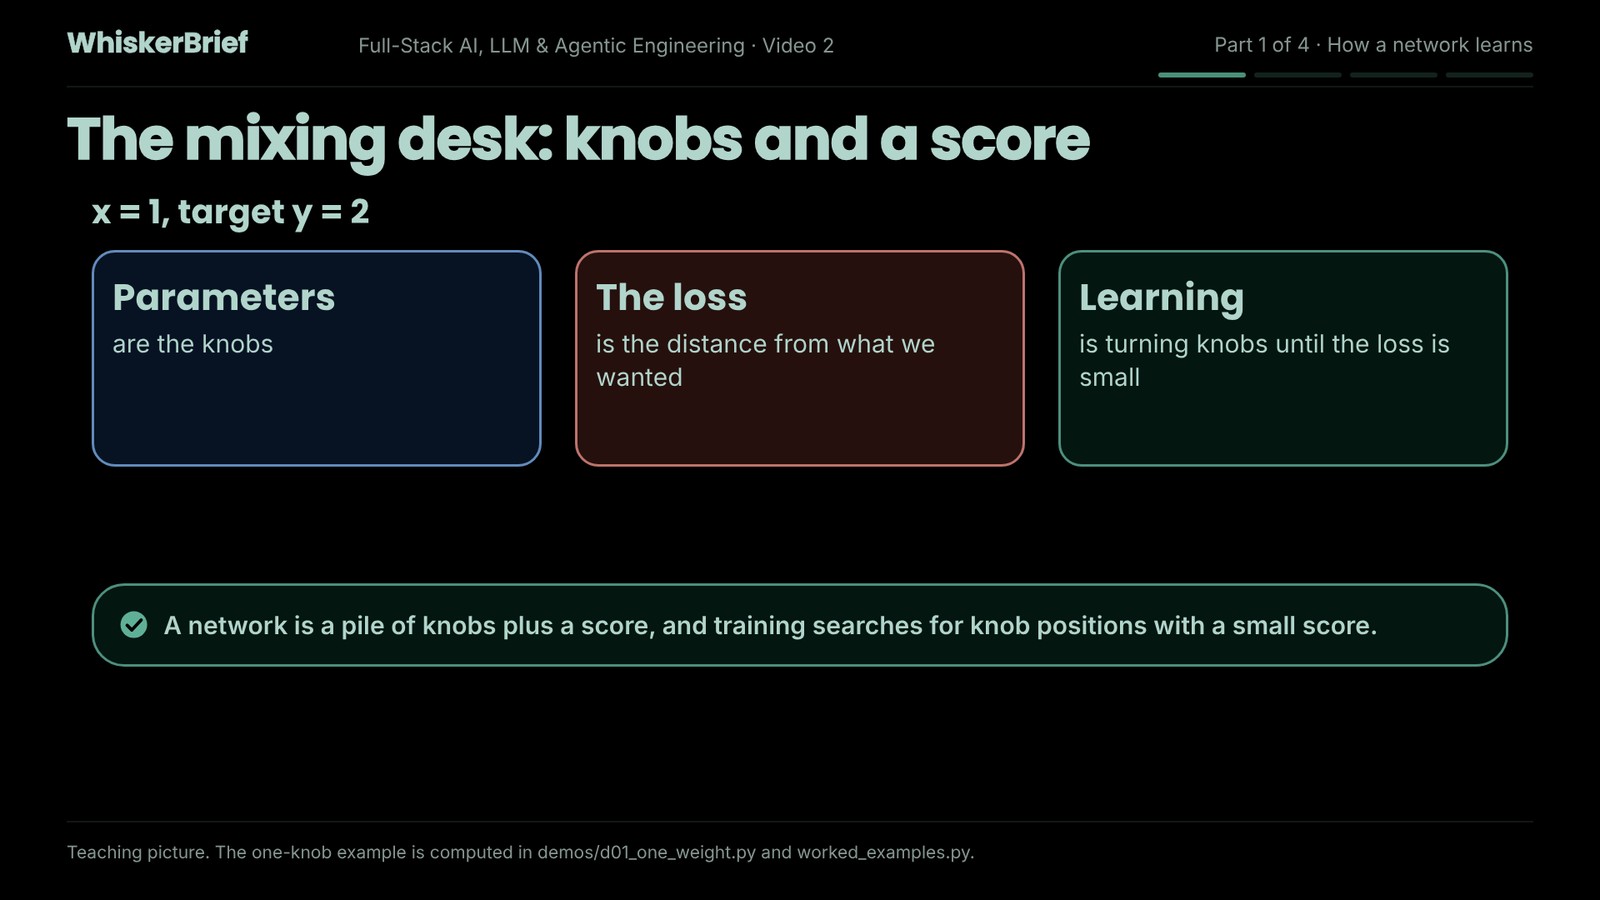 WhiskerBrief
Full-Stack AI, LLM & Agentic Engineering · Video 2
Part 1 of 4 · How a network learns
The mixing desk: knobs and a score
x = 1, target y = 2
Parameters
are the knobs
The loss
is the distance from what we
wanted
Learning
is turning knobs until the loss is
small
A network is a pile of knobs plus a score, and training searches for knob positions with a small score.
Teaching picture. The one-knob example is computed in demos/d01_one_weight.py and worked_examples.py.